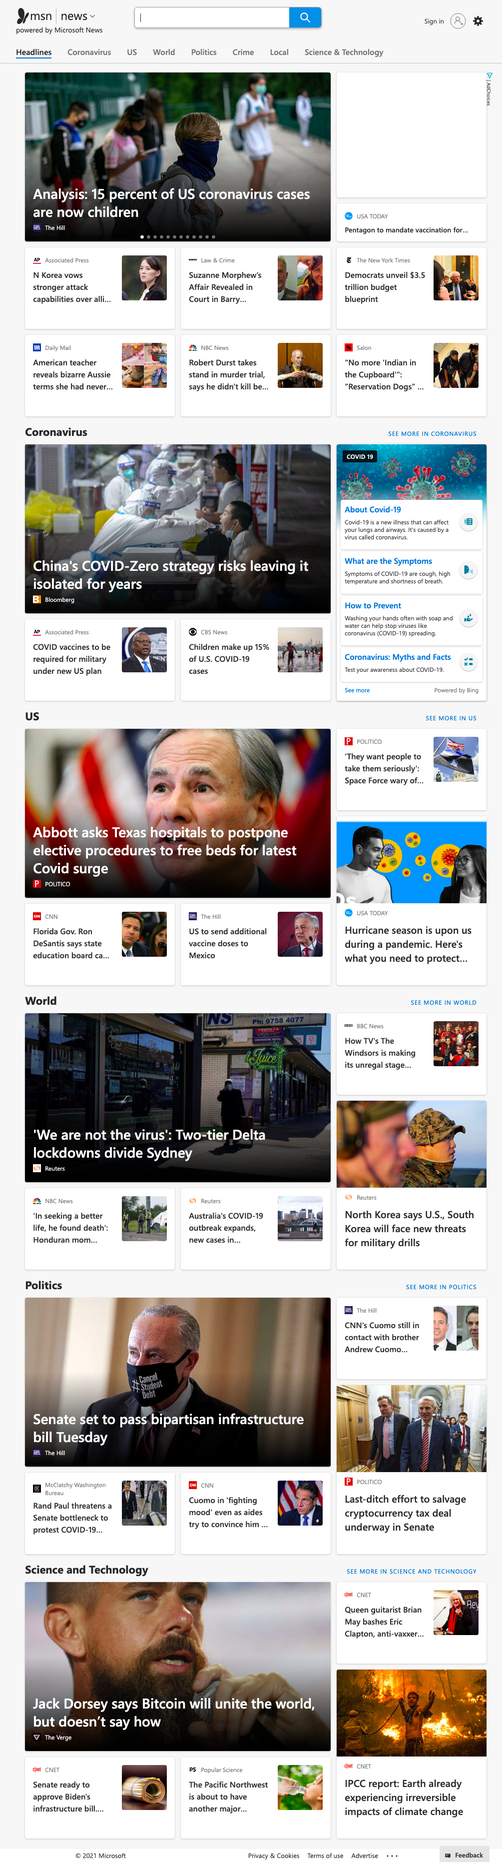 msn | news
powered by Microsoft News
Sign in
Headlines Coronavirus US World Politics Crime Local Science & Technology
AdChoices
Analysis: 15 percent of US coronavirus cases
are now children
The Hill
USA TODAY
Pentagon to mandate vaccination for...
AP Associated Press
N Korea vows
stronger attack
capabilities over alli...
Law & Crime
Suzanne Morphew's
Affair Revealed in
Court in Barry...
The New York Times
Democrats unveil $3.5
trillion budget
blueprint
Daily Mail
American teacher
reveals bizarre Aussie
terms she had never...
NBC News
Robert Durst takes
stand in murder trial,
says he didn't kill be...
Salon
"No more 'Indian in
the Cupboard'":
"Reservation Dogs" ...
Coronavirus
SEE MORE IN CORONAVIRUS
China's COVID-Zero strategy risks leaving it
isolated for years
Bloomberg
COVID 19
About Covid-19
Covid-19 is a new illness that can affect
your lungs and airways. It's caused by a
virus called coronavirus.
What are the Symptoms
Symptoms of COVID-19 are cough, high
temperature and shortness of breath.
How to Prevent
Washing your hands often with soap and
water can help stop viruses like
coronavirus (COVID-19) spreading.
Coronavirus: Myths and Facts
Test your awareness about COVID-19.
See more
Powered by Bing
AP Associated Press
COVID vaccines to be
required for military
under new US plan
CBS News
Children make up 15%
of U.S. COVID-19
cases
US
SEE MORE IN US
Abbott asks Texas hospitals to postpone
elective procedures to free beds for latest
Covid surge
POLITICO
POLITICO
'They want people to
take them seriously':
Space Force wary of...
USA TODAY
Hurricane season is upon us
during a pandemic. Here's
what you need to protect...
CNN
Florida Gov. Ron
DeSantis says state
education board ca...
The Hill
US to send additional
vaccine doses to
Mexico
World
SEE MORE IN WORLD
NS
PH: 9758 4077
Juice
'We are not the virus': Two-tier Delta
lockdowns divide Sydney
Reuters
BBC News
How TV's The
Windsors is making
its unregal stage...
Reuters
North Korea says U.S., South
Korea will face new threats
for military drills
NBC News
'In seeking a better
life, he found death':
Honduran mom...
Reuters
Australia's COVID-19
outbreak expands,
new cases in...
Politics
SEE MORE IN POLITICS
#Cancel
Student
Debt
Senate set to pass bipartisan infrastructure
bill Tuesday
The Hill
The Hill
CNN's Cuomo still in
contact with brother
Andrew Cuomo...
POLITICO
Last-ditch effort to salvage
cryptocurrency tax deal
underway in Senate
McClatchy Washington
Bureau
Rand Paul threatens a
Senate bottleneck to
protest COVID-19...
CNN
Cuomo in 'fighting
mood' even as aides
try to convince him ...
Science and Technology
SEE MORE IN SCIENCE AND TECHNOLOGY
Jack Dorsey says Bitcoin will unite the world,
but doesn't say how
The Verge
CNET
Queen guitarist Brian
May bashes Eric
Clapton, anti-vaxxer...
CNET
IPCC report: Earth already
experiencing irreversible
impacts of climate change
CNET
Senate ready to
approve Biden's
infrastructure bill....
PS Popular Science
The Pacific Northwest
is about to have
another major...
© 2021 Microsoft
Privacy & Cookies Terms of use Advertise ...
Feedback